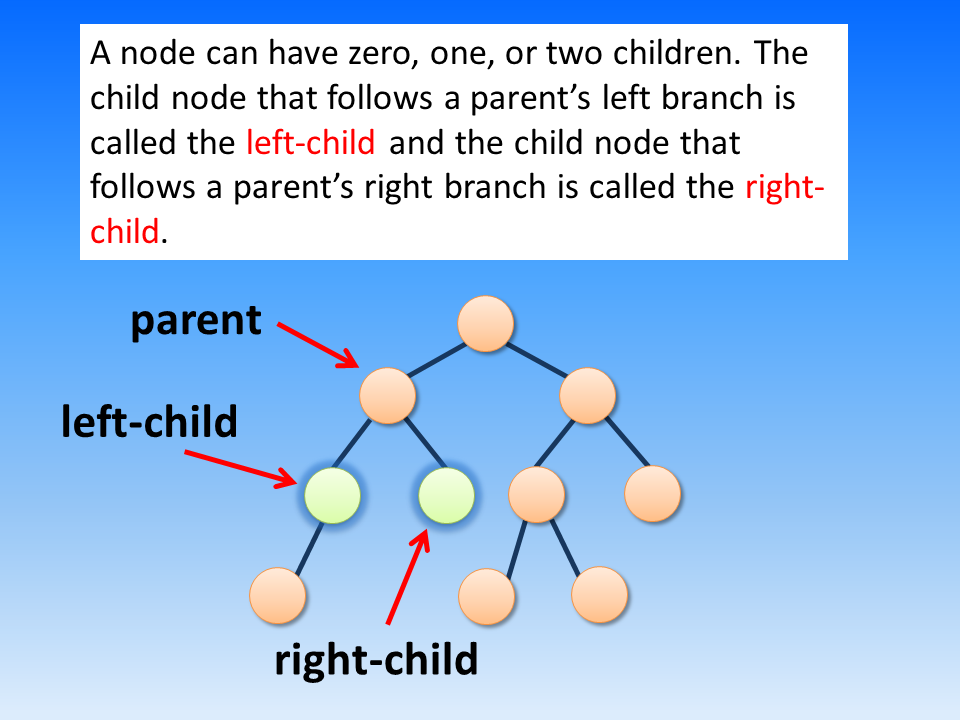 A node can have zero, one, or two children. The
child node that follows a parent’s left branch is
called the left-child and the child node that
follows a parent’s right branch is called the right-
child.
parent
left-child
right-child